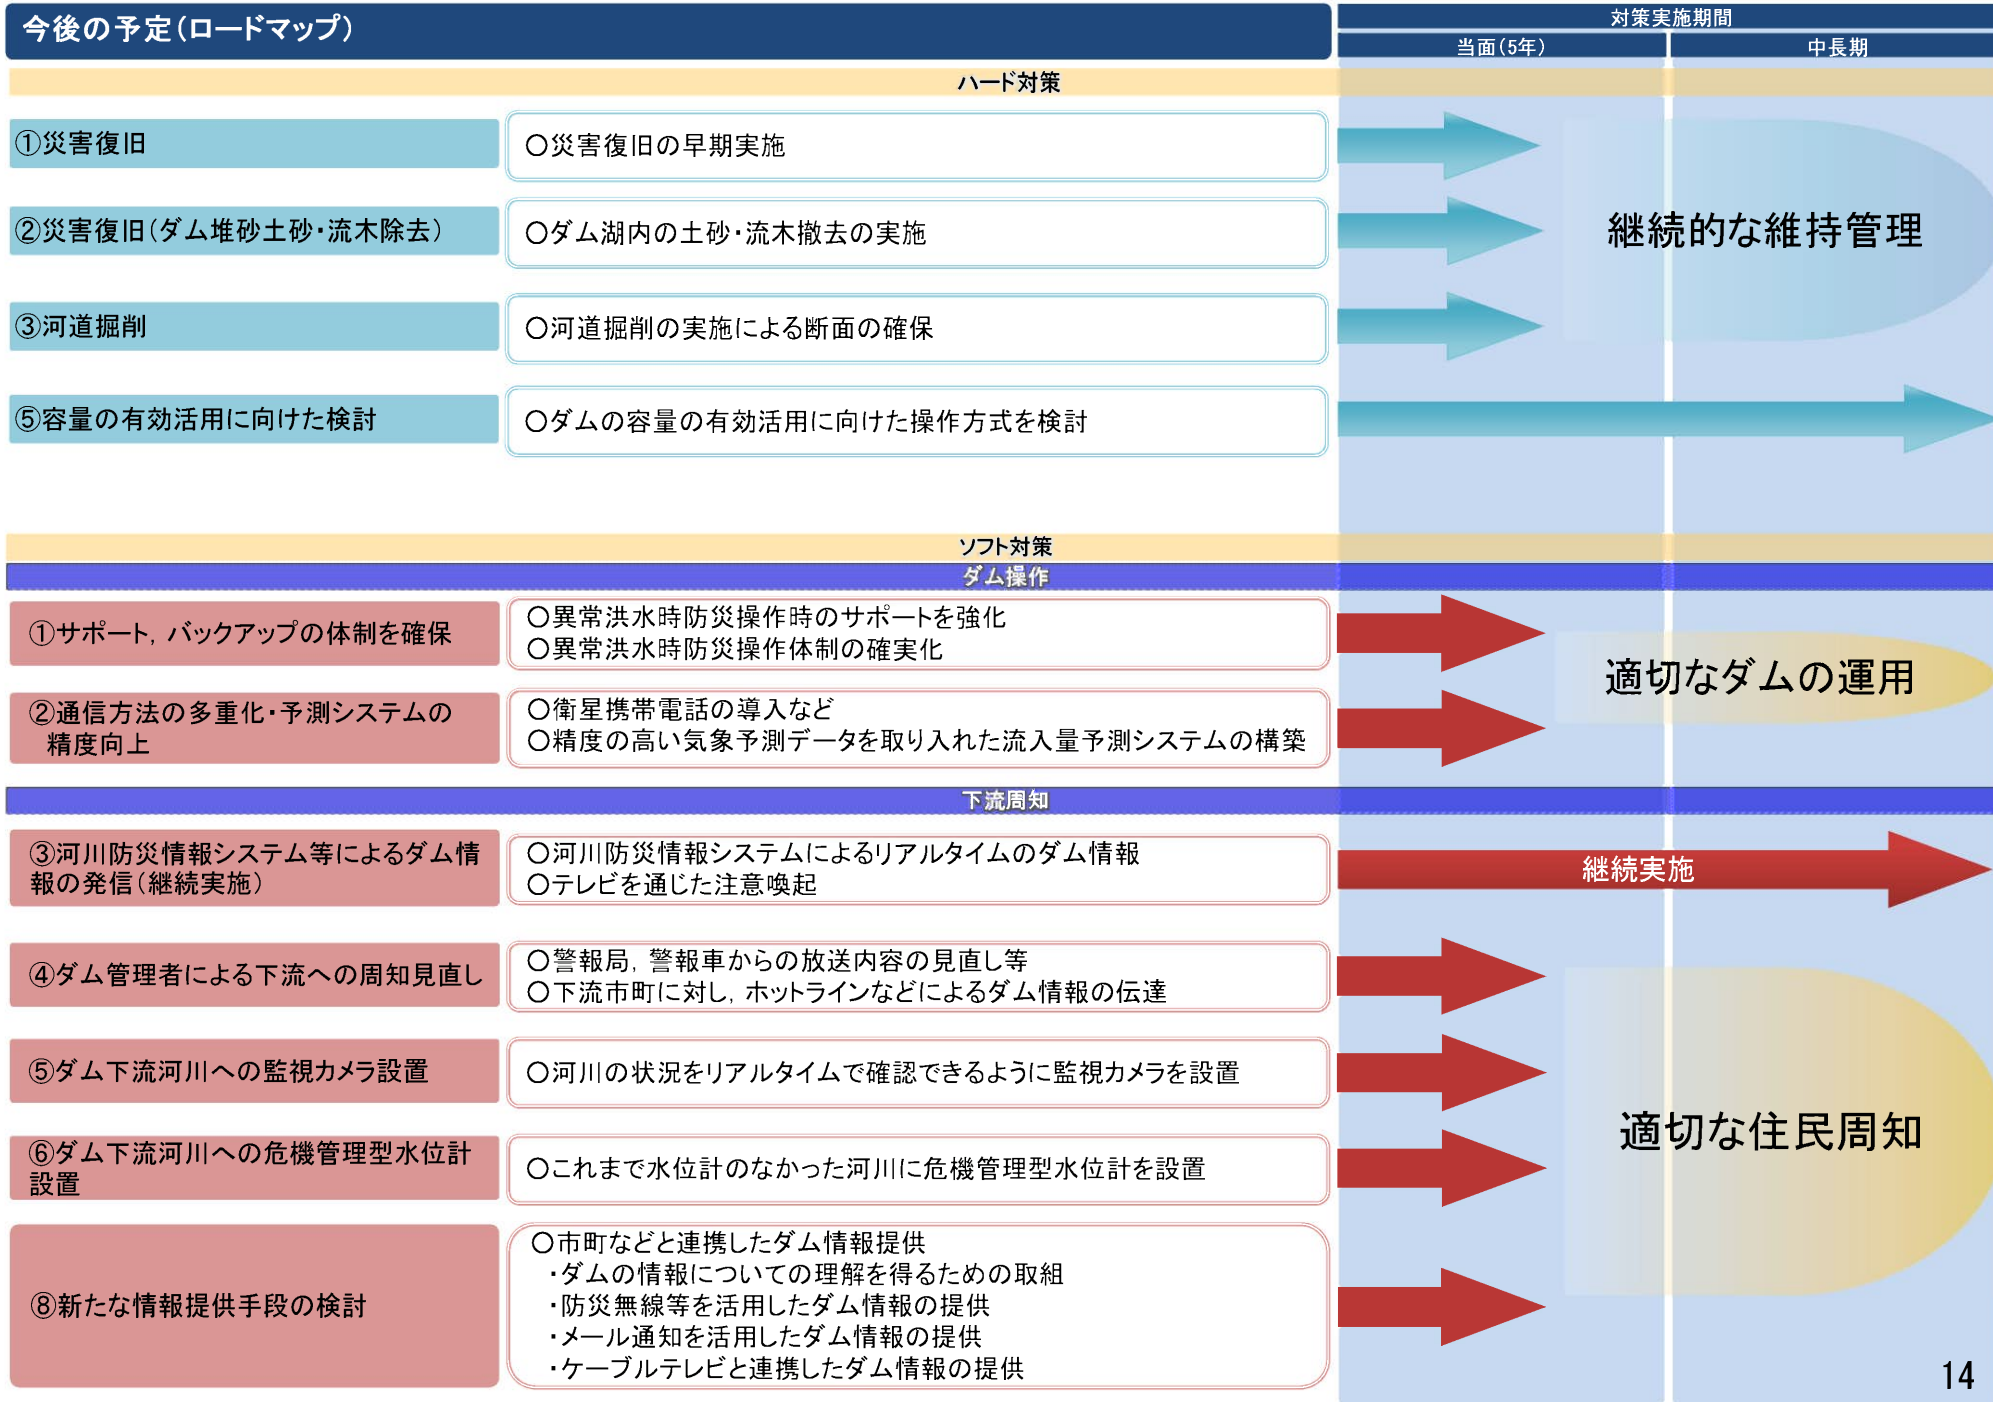 今後の予定(ロードマップ)
対策実施期間
当面(5年)
中長期
ハード対策
①災害復旧
○災害復旧の早期実施
②災害復旧(ダム堆砂土砂・流木除去)
○ダム湖内の土砂・流木撤去の実施
③河道掘削
○河道掘削の実施による断面の確保
継続的な維持管理
⑤容量の有効活用に向けた検討
○ダムの容量の有効活用に向けた操作方式を検討
ソフト対策
ダム操作
①サポート, バックアップの体制を確保
○異常洪水時防災操作時のサポートを強化
○異常洪水時防災操作体制の確実化
②通信方法の多重化・予測システムの
精度向上
○衛星携帯電話の導入など
○精度の高い気象予測データを取り入れた流入量予測システムの構築
適切なダムの運用
下流周知
③河川防災情報システム等によるダム情
報の発信(継続実施)
○河川防災情報システムによるリアルタイムのダム情報
○テレビを通じた注意喚起
継続実施
④ダム管理者による下流への周知見直し
○警報局, 警報車からの放送内容の見直し等
○下流市町に対し, ホットラインなどによるダム情報の伝達
⑤ダム下流河川への監視カメラ設置
○河川の状況をリアルタイムで確認できるように監視カメラを設置
⑥ダム下流河川への危機管理型水位計
設置
○これまで水位計のなかった河川に危機管理型水位計を設置
適切な住民周知
⑧新たな情報提供手段の検討
○市町などと連携したダム情報提供
・ダムの情報についての理解を得るための取組
・防災無線等を活用したダム情報の提供
・メール通知を活用したダム情報の提供
・ケーブルテレビと連携したダム情報の提供
14